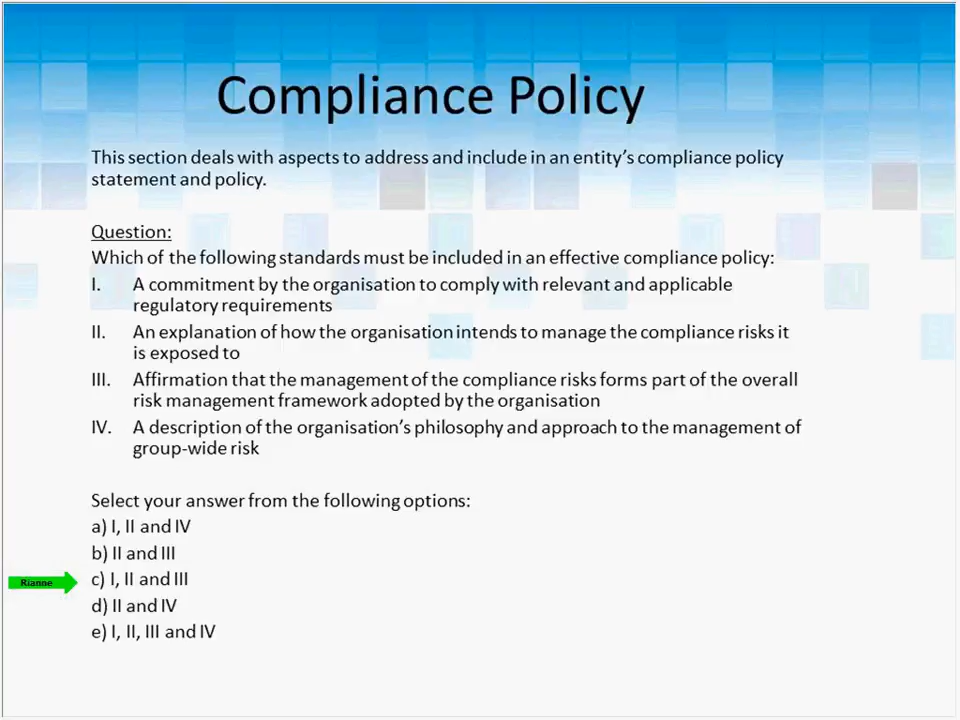 Compliance Policy
This section deals with aspects to address and include in an entity's compliance policy
statement and policy.
Question:
Which of the following standards must be included in an effective compliance policy:
I. A commitment by the organisation to comply with relevant and applicable
regulatory requirements
II. An explanation of how the organisation intends to manage the compliance risks it
is exposed to
III. Affirmation that the management of the compliance risks forms part of the overall
risk management framework adopted by the organisation
IV. A description of the organisation's philosophy and approach to the management of
group-wide risk
Select your answer from the following options:
a) I, II and IV
b) II and III
Rianne c) I, II and III
d) II and IV
e) I, II, III and IV